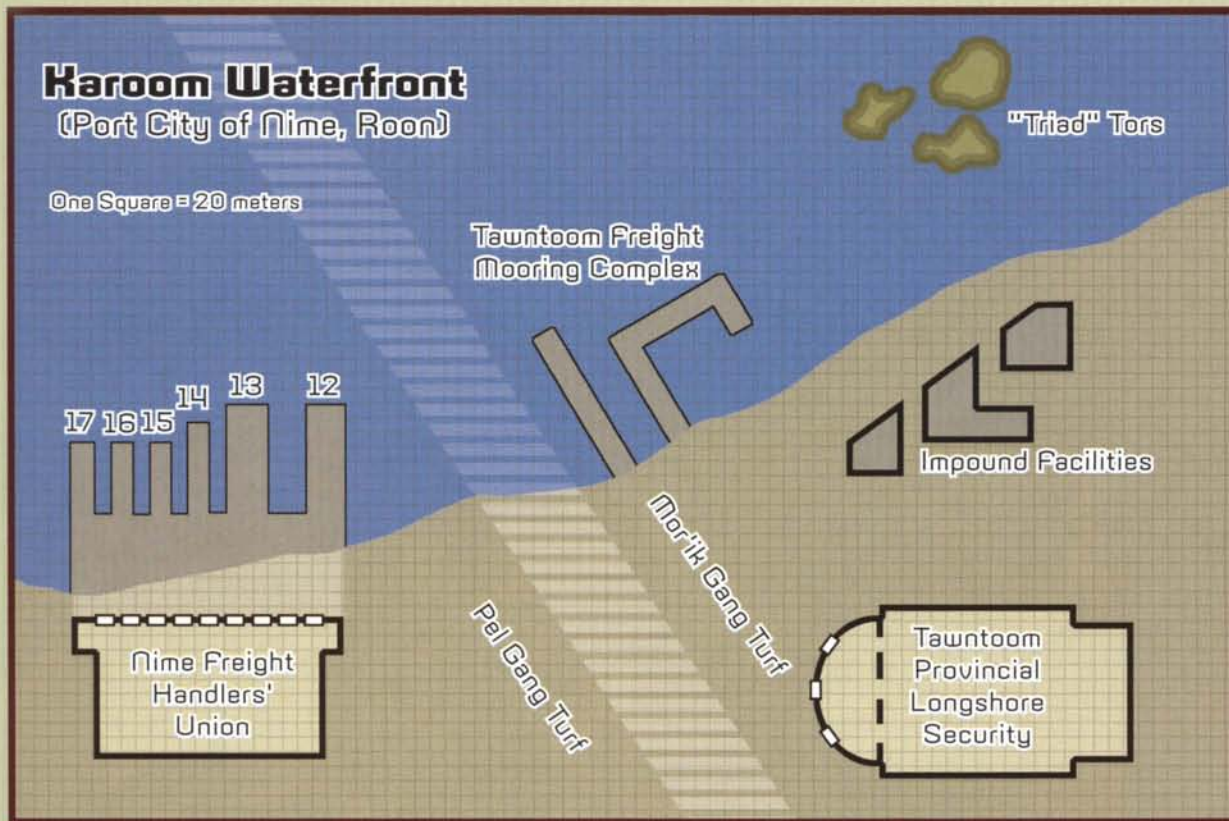 Karoom Waterfront
(Port City of Nime, Roon)
One Square = 20 meters
"Triad" Tors
Tawntoom Freight
Mooring Complex
17 16 15 14 13 12
Impound Facilities
Mor'ik Gang Turf
Pel Gang Turf
Nime Freight
Handlers'
Union
Tawntoom
Provincial
Longshore
Security